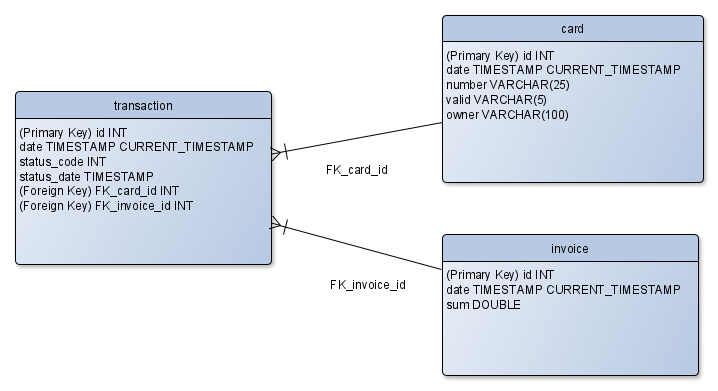 card
(Primary Key) id INT
date TIMESTAMP CURRENT_TIMESTAMP
number VARCHAR(25)
valid VARCHAR(5)
owner VARCHAR(100)
transaction
(Primary Key) id INT
date TIMESTAMP CURRENT_TIMESTAMP
status_code INT
status_date TIMESTAMP
(Foreign Key) FK_card_id INT
(Foreign Key) FK_invoice_id INT
FK_card_id
FK_invoice_id
invoice
(Primary Key) id INT
date TIMESTAMP CURRENT_TIMESTAMP
sum DOUBLE